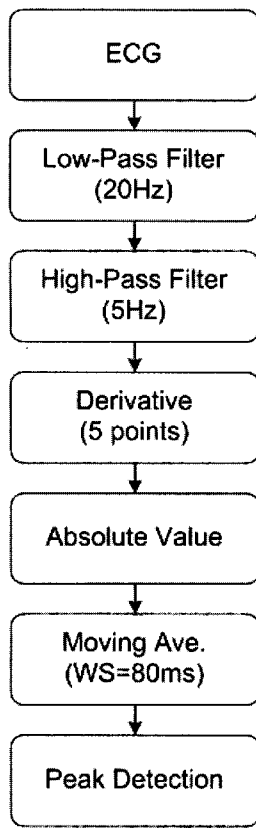 ECG
Low-Pass Filter
(20Hz)
High-Pass Filter
(5Hz)
Derivative
(5 points)
Absolute Value
Moving Ave.
(WS=80ms)
Peak Detection